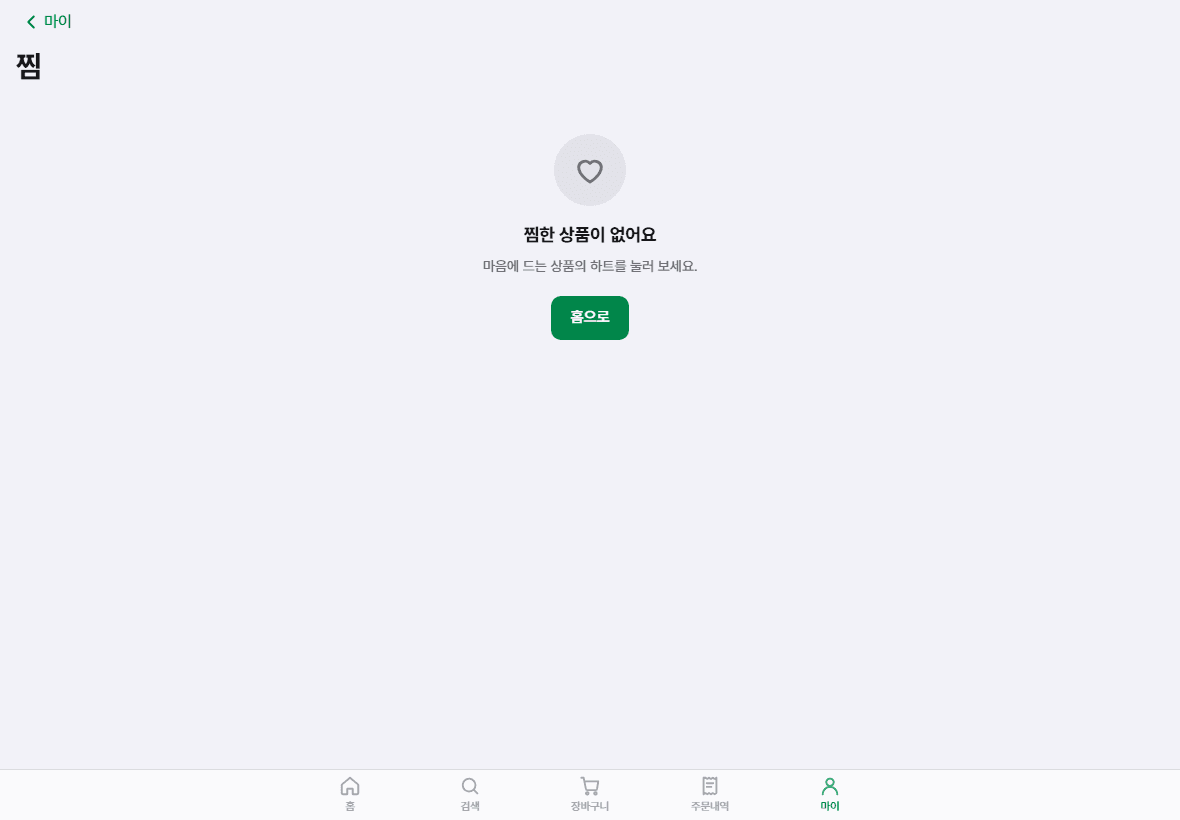 마이
찜
찜한 상품이 없어요
마음에 드는 상품의 하트를 눌러 보세요.
홈으로
홈
검색
장바구니
주문내역
마이